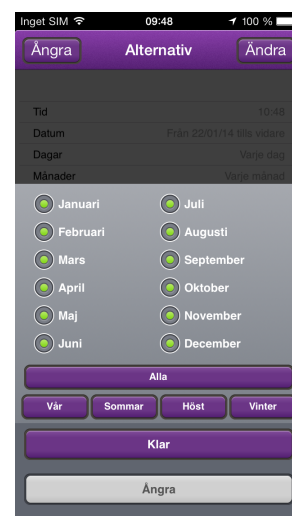 Inget SIM 09:48 100 %
Ångra Alternativ Ändra
Tid 10:48
Datum Från 22/01/14 tills vidare
Dagar Varje dag
Månader Varje månad
Januari Juli
Februari Augusti
Mars September
April Oktober
Maj November
Juni December
Alla
Vår Sommar Höst Vinter
Klar
Ångra